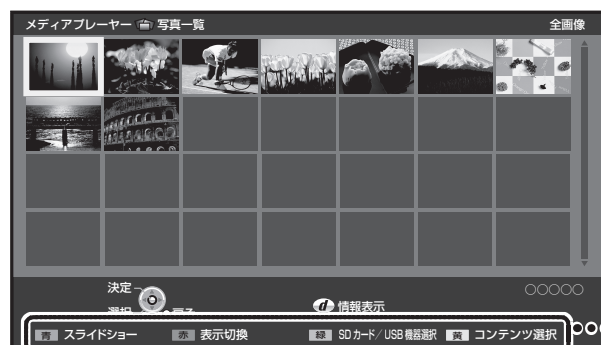 メディアプレーヤー 写真一覧 全画像
決定
選択 戻る
d 情報表示
○○○○○
青 スライドショー 赤 表示切換 緑 SDカード/USB機器選択 黄 コンテンツ選択